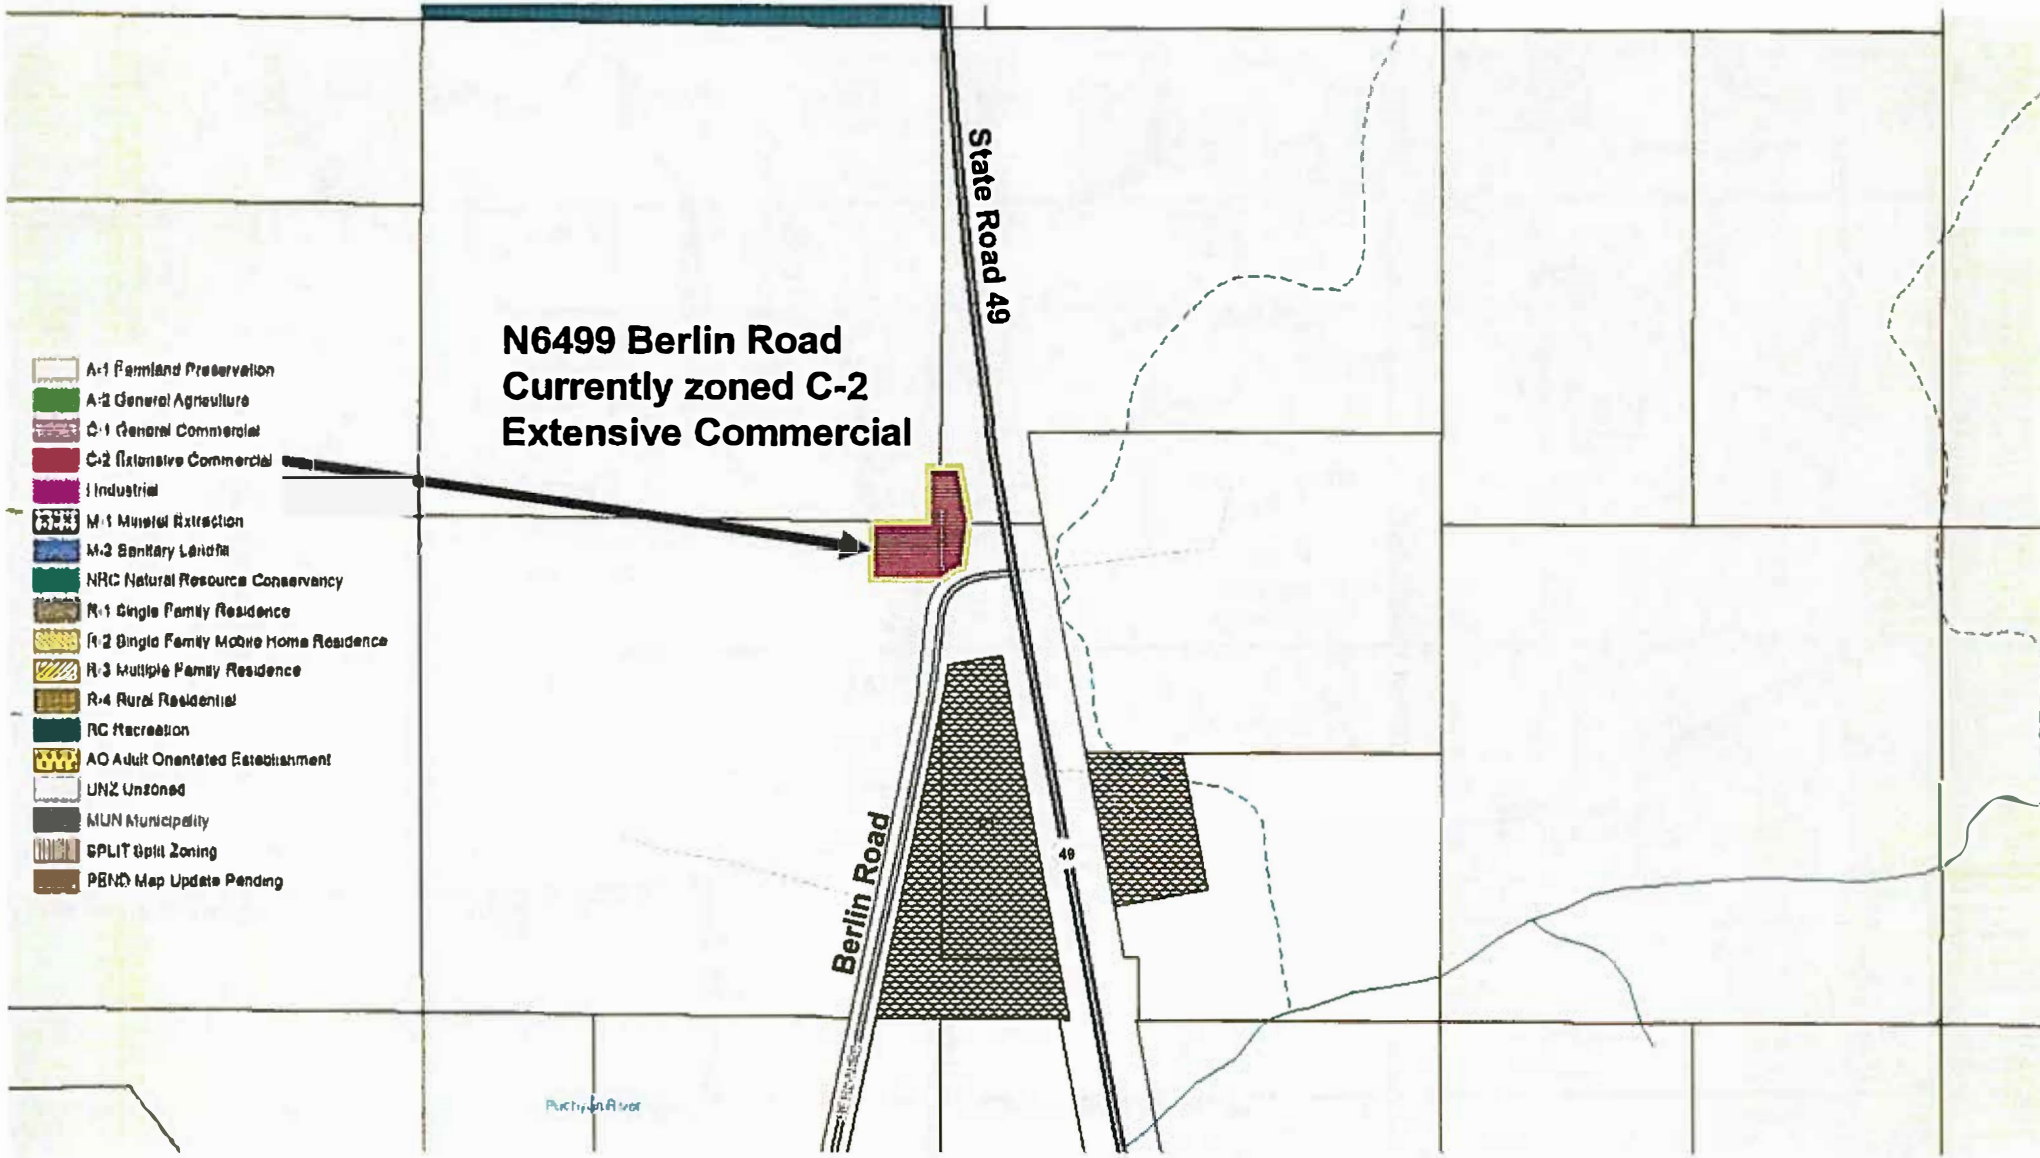 State Road 49
N6499 Berlin Road
Currently zoned C-2
Extensive Commercial
A-1 Farmland Preservation
A-2 General Agriculture
C-1 General Commercial
C-2 Extensive Commercial
I Industrial
M-1 Mineral Extraction
M-2 Sanitary Landfill
NRC Natural Resource Conservancy
R-1 Single Family Residence
R-2 Single Family Mobile Home Residence
R-3 Multiple Family Residence
R-4 Rural Residential
RC Recreation
AO Adult Orientated Establishment
UNZ Unzoned
MUN Municipality
SPLIT Split Zoning
PEND Map Update Pending
Berlin Road
49
River